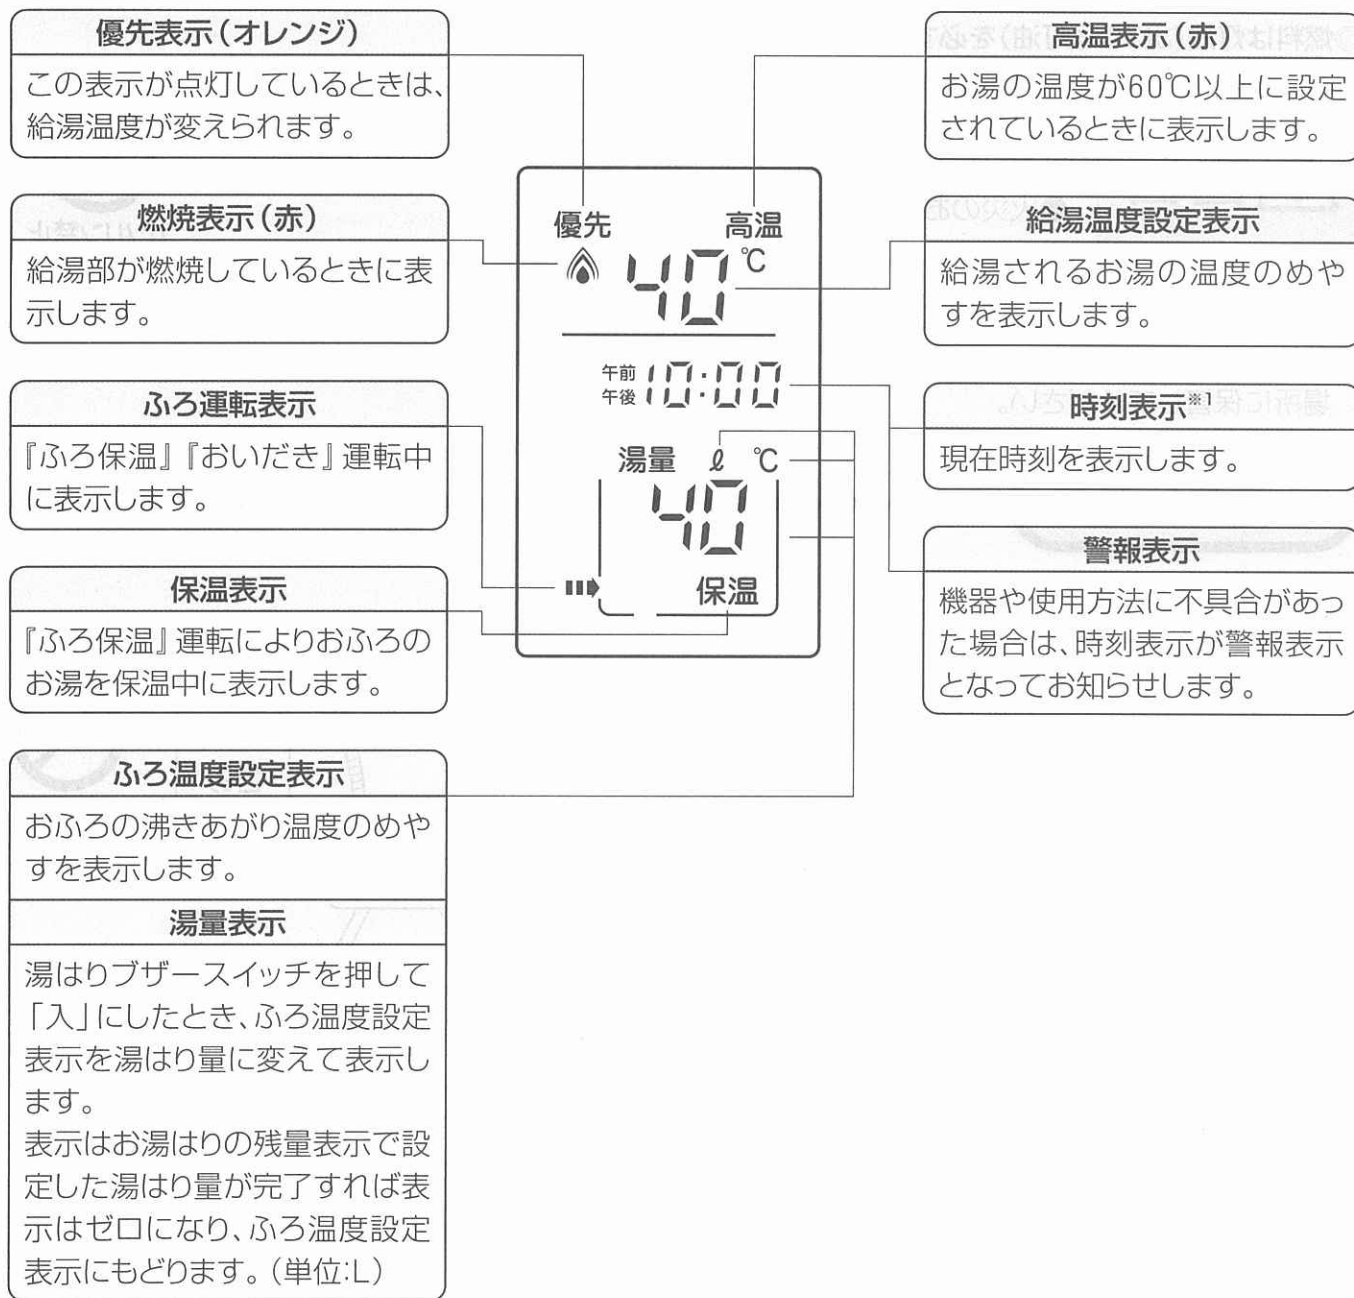 優先表示(オレンジ)
この表示が点灯しているときは、
給湯温度が変えられます。
燃焼表示(赤)
給湯部が燃焼しているときに表
示します。
ふろ運転表示
『ふろ保温』『おいだき』運転中
に表示します。
保温表示
『ふろ保温』運転によりおふろの
お湯を保温中に表示します。
ふろ温度設定表示
おふろの沸きあがり温度のめや
すを表示します。
湯量表示
湯はりブザースイッチを押して
「入」にしたとき、ふろ温度設定
表示を湯はり量に変えて表示し
ます。
表示はお湯はりの残量表示で設
定した湯はり量が完了すれば表
示はゼロになり、ふろ温度設定
表示にもどります。(単位:L)
優先 高温
40 ℃
午前
午後 10:00
湯量 ℓ ℃
40
保温
高温表示(赤)
お湯の温度が60℃以上に設定
されているときに表示します。
給湯温度設定表示
給湯されるお湯の温度のめや
すを表示します。
時刻表示※1
現在時刻を表示します。
警報表示
機器や使用方法に不具合があっ
た場合は、時刻表示が警報表示
となってお知らせします。